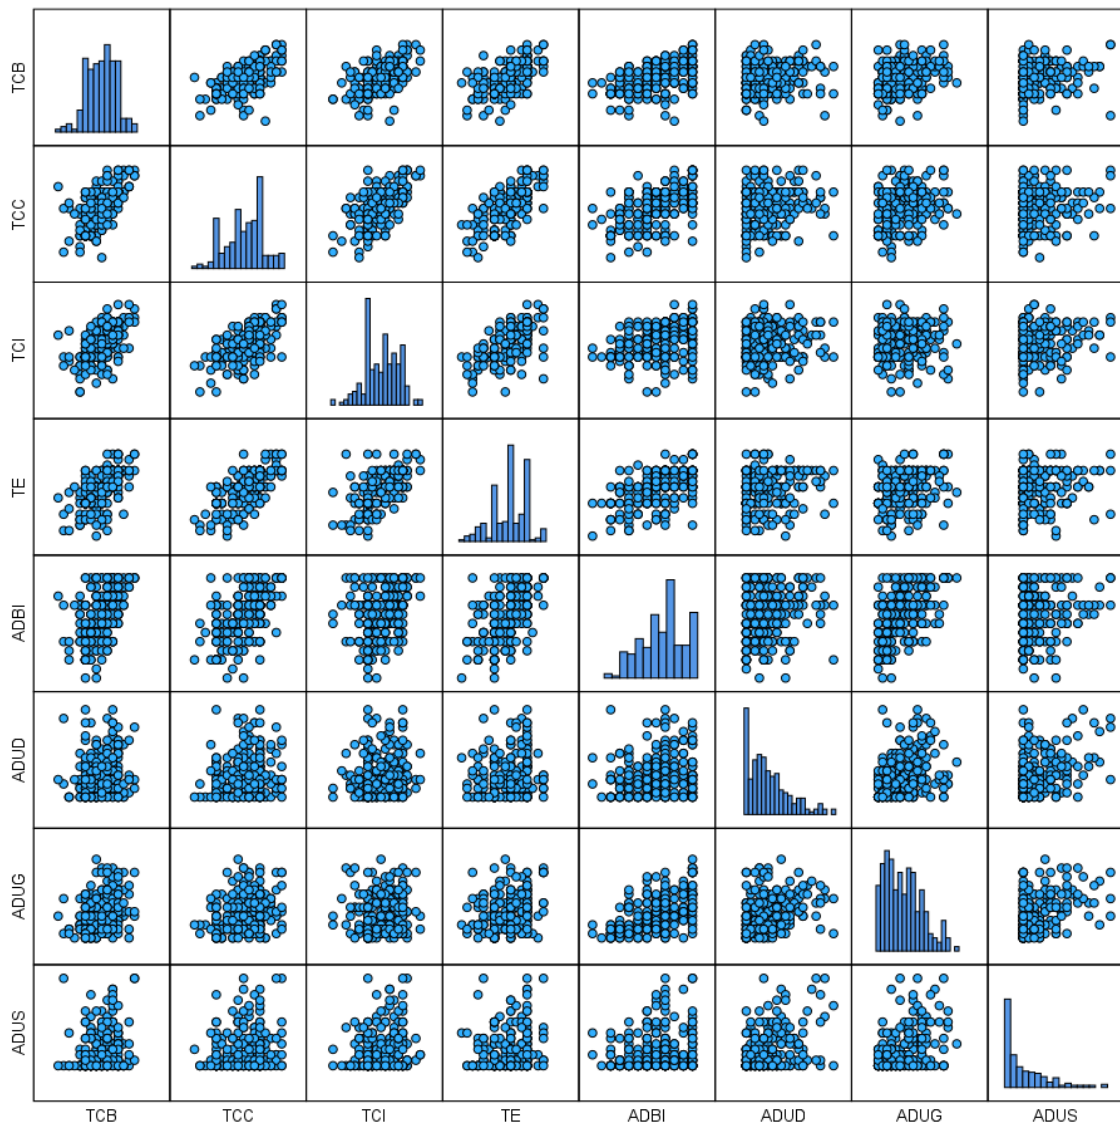 TCB
TCC
TCI
TE
ADBI
ADUD
ADUG
ADUS
TCB TCC TCI TE ADBI ADUD ADUG ADUS